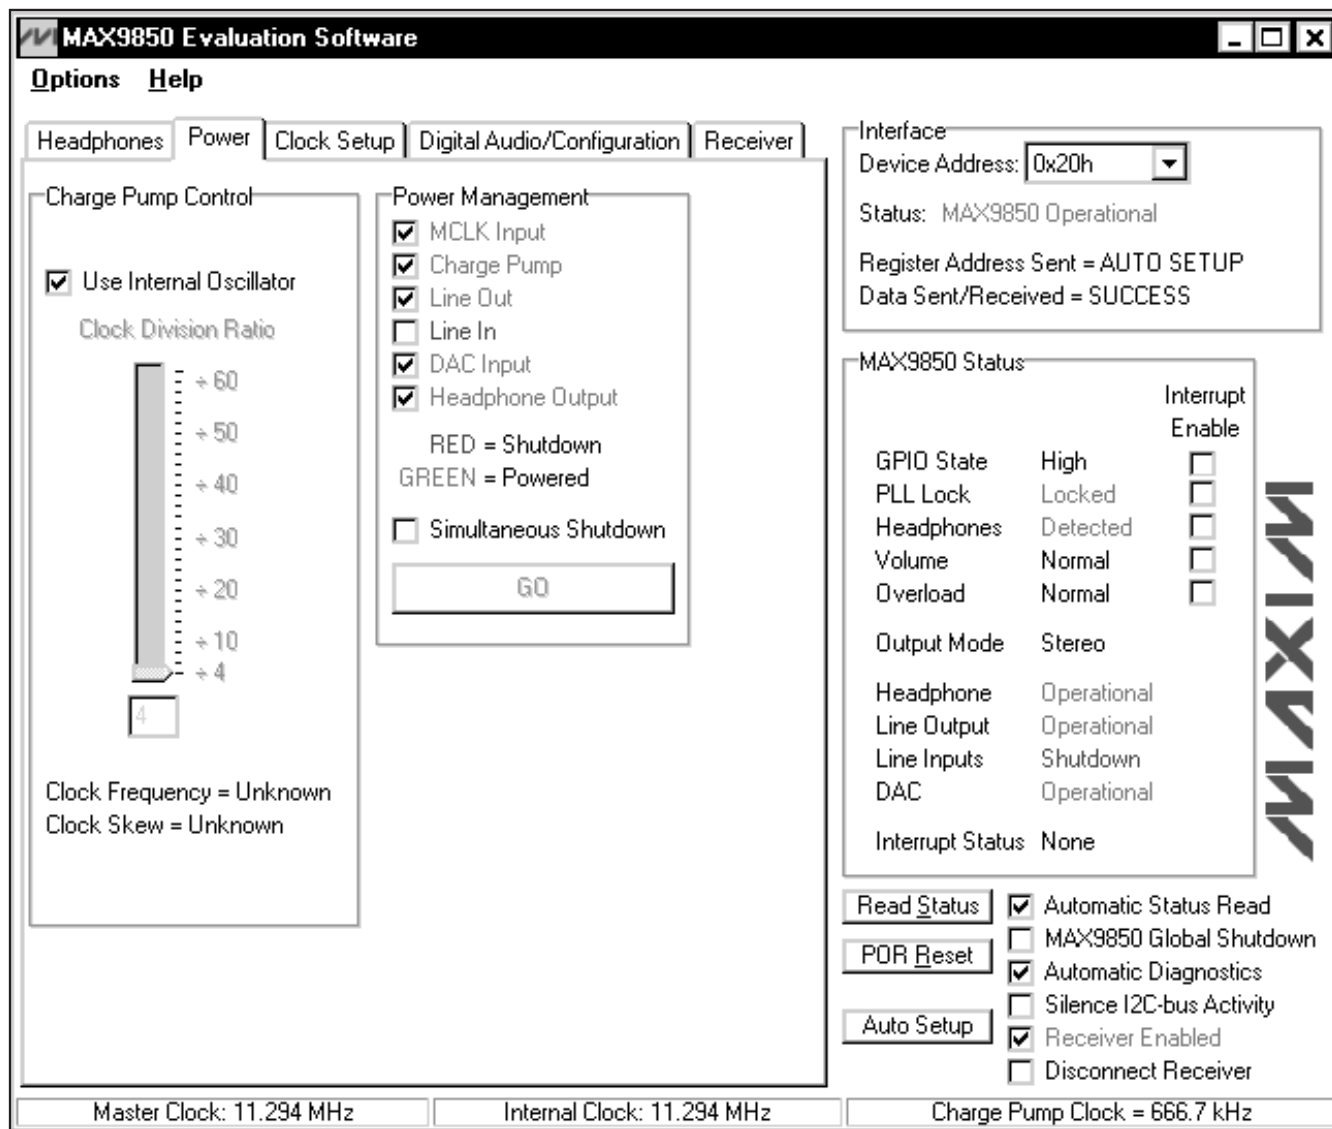 MAX9850 Evaluation Software
Options Help
Headphones Power Clock Setup Digital Audio/Configuration Receiver
Charge Pump Control
Use Internal Oscillator
Clock Division Ratio
÷ 60
÷ 50
÷ 40
÷ 30
÷ 20
÷ 10
÷ 4
4
Clock Frequency = Unknown
Clock Skew = Unknown
Power Management
MCLK Input
Charge Pump
Line Out
Line In
DAC Input
Headphone Output
RED = Shutdown
GREEN = Powered
Simultaneous Shutdown
GO
Interface
Device Address: 0x20h
Status: MAX9850 Operational
Register Address Sent = AUTO SETUP
Data Sent/Received = SUCCESS
MAX9850 Status
Interrupt
Enable
GPIO State High
PLL Lock Locked
Headphones Detected
Volume Normal
Overload Normal
Output Mode Stereo
Headphone Operational
Line Output Operational
Line Inputs Shutdown
DAC Operational
Interrupt Status None
MAXIM
Read Status
POR Reset
Auto Setup
Automatic Status Read
MAX9850 Global Shutdown
Automatic Diagnostics
Silence I2C-bus Activity
Receiver Enabled
Disconnect Receiver
Master Clock: 11.294 MHz
Internal Clock: 11.294 MHz
Charge Pump Clock = 666.7 kHz